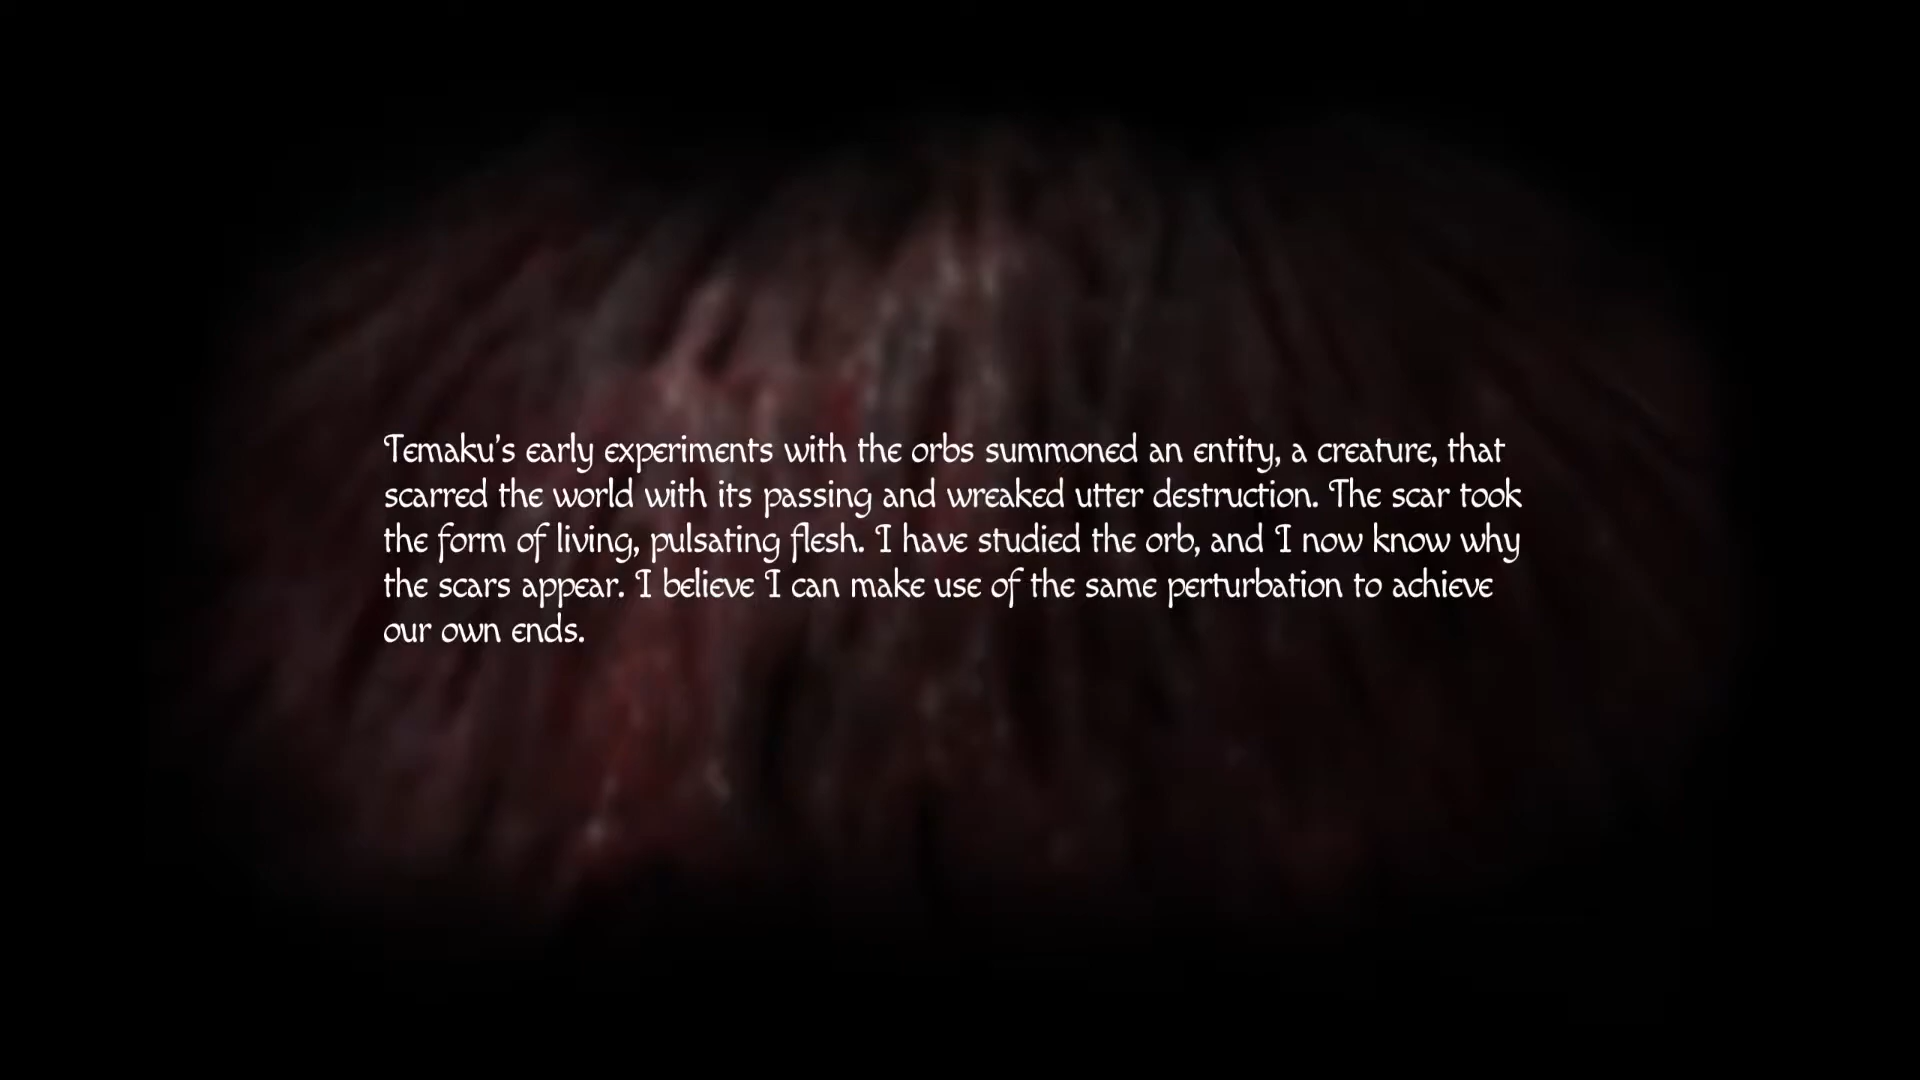 Temaku's early experiments with the orbs summoned an entity, a creature, that
scarred the world with its passing and wreaked utter destruction. The scar took
the form of living, pulsating flesh. I have studied the orb, and I now know why
the scars appear. I believe I can make use of the same perturbation to achieve
our own ends.